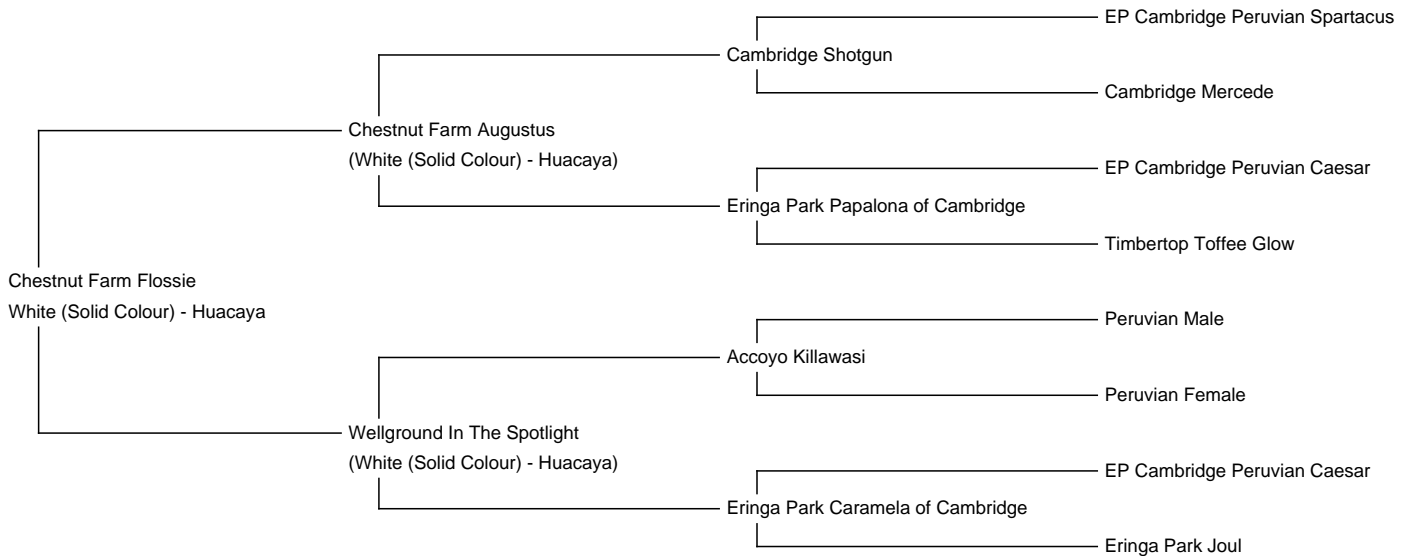 EP Cambridge Peruvian Spartacus
Cambridge Shotgun
Cambridge Mercede
Chestnut Farm Augustus
(White (Solid Colour) - Huacaya)
EP Cambridge Peruvian Caesar
Eringa Park Papalona of Cambridge
Timbertop Toffee Glow
Chestnut Farm Flossie
White (Solid Colour) - Huacaya
Peruvian Male
Accoyo Killawasi
Peruvian Female
Wellground In The Spotlight
(White (Solid Colour) - Huacaya)
EP Cambridge Peruvian Caesar
Eringa Park Caramela of Cambridge
Eringa Park Joul